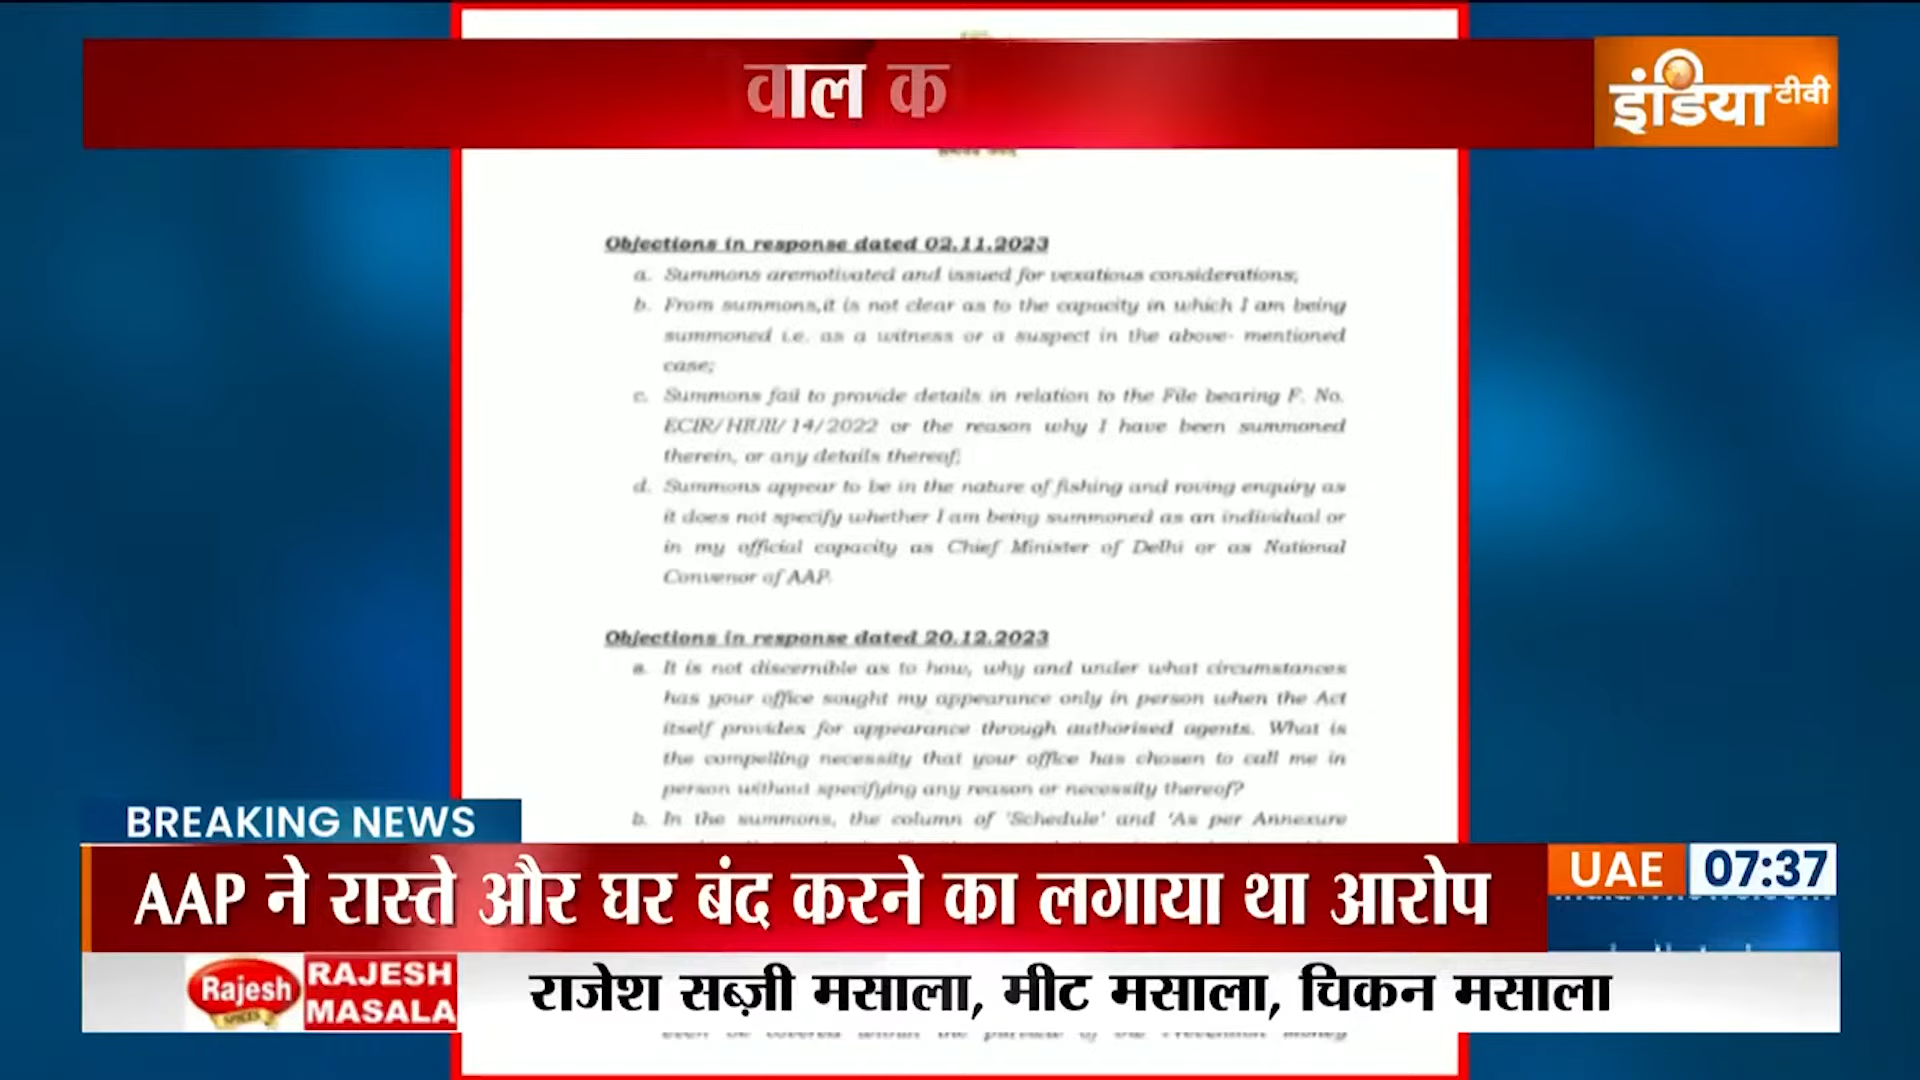 वाल क
इंडिया टीवी
Objections in response dated 02.11.2023
a. Summons aremotivated and issued for vexatious considerations;
b. From summons,it is not clear as to the capacity in which I am being
summoned i.e. as a witness or a suspect in the above- mentioned
case;
c. Summons fail to provide details in relation to the File bearing F. No.
ECIR/HIUII/14/2022 or the reason why I have been summoned
therein, or any details thereof;
d. Summons appear to be in the nature of fishing and roving enquiry as
it does not specify whether I am being summoned as an individual or
in my official capacity as Chief Minister of Delhi or as National
Convenor of AAP.
Objections in response dated 20.12.2023
a. It is not discernible as to how, why and under what circumstances
has your office sought my appearance only in person when the Act
itself provides for appearance through authorised agents. What is
the compelling necessity that your office has chosen to call me in
person without specifying any reason or necessity thereof?
b. In the summons, the column of 'Schedule' and 'As per Annexure
BREAKING NEWS
AAP ने रास्ते और घर बंद करने का लगाया था आरोप
UAE 07:37
Rajesh
SPICES
RAJESH
MASALA
राजेश सब्ज़ी मसाला, मीट मसाला, चिकन मसाला